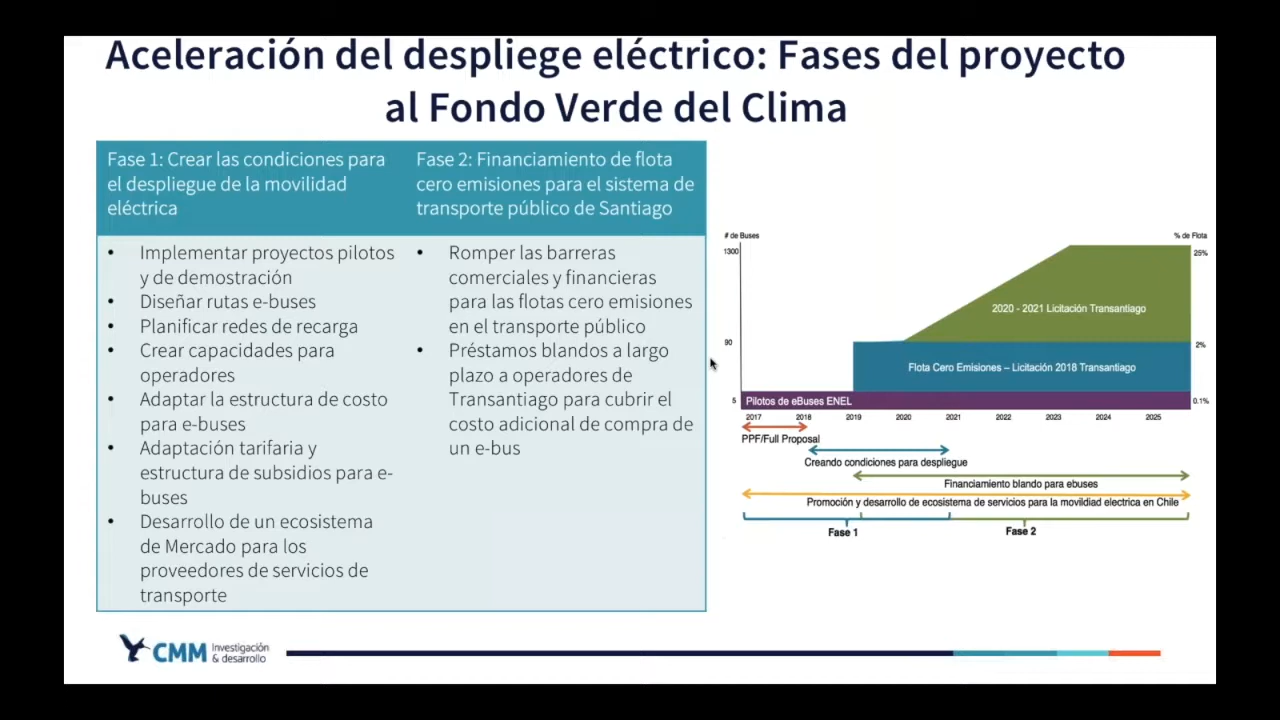 Aceleración del despliege eléctrico: Fases del proyecto
al Fondo Verde del Clima
Fase 1: Crear las condiciones para
el despliegue de la movilidad
eléctrica
Fase 2: Financiamiento de flota
cero emisiones para el sistema de
transporte público de Santiago
• Implementar proyectos pilotos
y de demostración
• Diseñar rutas e-buses
• Planificar redes de recarga
• Crear capacidades para
operadores
• Adaptar la estructura de costo
para e-buses
• Adaptación tarifaria y
estructura de subsidios para e-
buses
• Desarrollo de un ecosistema
de Mercado para los
proveedores de servicios de
transporte
• Romper las barreras
comerciales y financieras
para las flotas cero emisiones
en el transporte público
• Préstamos blandos a largo
plazo a operadores de
Transantiago para cubrir el
costo adicional de compra de
un e-bus
# de Buses
% de Flota
1300
25%
2020 - 2021 Licitación Transantiago
90
2%
Flota Cero Emisiones – Licitación 2018 Transantiago
5
Pilotos de eBuses ENEL
0.1%
2017 2018 2019 2020 2021 2022 2023 2024 2025
PPF/Full Proposal
Creando condiciones para despliegue
Financiamiento blando para ebuses
Promoción y desarrollo de ecosistema de servicios para la movildiad electrica en Chile
Fase 1
Fase 2
CMM
Investigación
& desarrollo